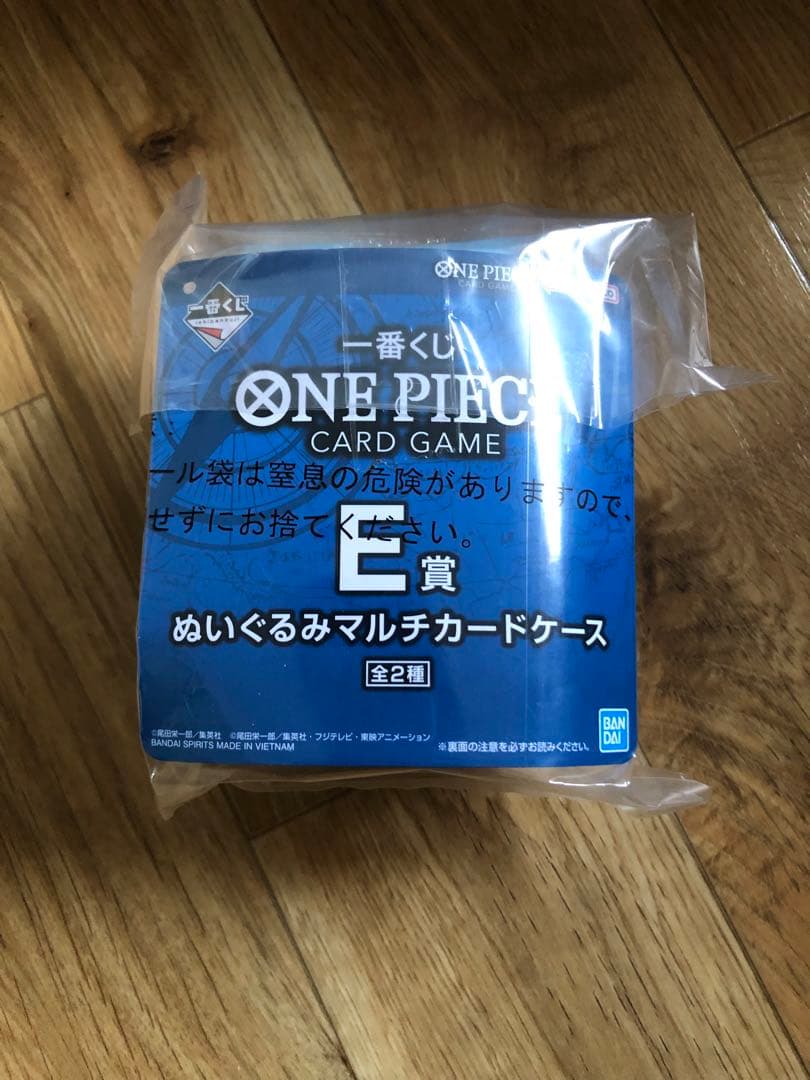 ONE PIECE
CARD GAME
一番くじ
一番くじ
ONE PIECE
CARD GAME
ール袋は窒息の危険がありますので、
せずにお捨てください。
E賞
ぬいぐるみマルチカードケース
全2種
©尾田栄一郎／集英社 ©尾田栄一郎／集英社・フジテレビ・東映アニメーション
BANDAI SPIRITS MADE IN VIETNAM
※裏面の注意を必ずお読みください。
BAN
DAI